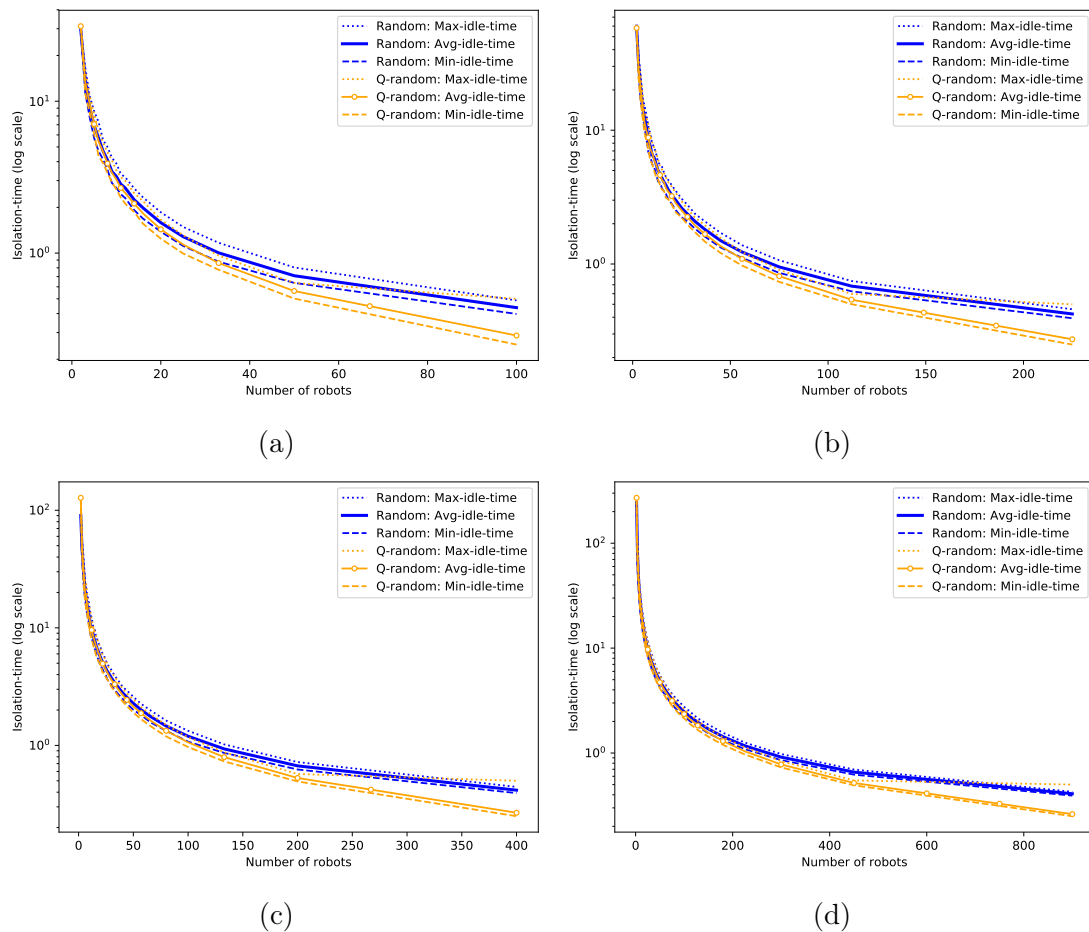 Isolation-time (log scale)
10^1
10^0
Random: Max-idle-time
Random: Avg-idle-time
Random: Min-idle-time
Q-random: Max-idle-time
Q-random: Avg-idle-time
Q-random: Min-idle-time
0 20 40 60 80 100
Number of robots
(a)
Isolation-time (log scale)
10^1
10^0
Random: Max-idle-time
Random: Avg-idle-time
Random: Min-idle-time
Q-random: Max-idle-time
Q-random: Avg-idle-time
Q-random: Min-idle-time
0 50 100 150 200
Number of robots
(b)
Isolation-time (log scale)
10^2
10^1
10^0
Random: Max-idle-time
Random: Avg-idle-time
Random: Min-idle-time
Q-random: Max-idle-time
Q-random: Avg-idle-time
Q-random: Min-idle-time
0 50 100 150 200 250 300 350 400
Number of robots
(c)
Isolation-time (log scale)
10^2
10^1
10^0
Random: Max-idle-time
Random: Avg-idle-time
Random: Min-idle-time
Q-random: Max-idle-time
Q-random: Avg-idle-time
Q-random: Min-idle-time
0 200 400 600 800
Number of robots
(d)